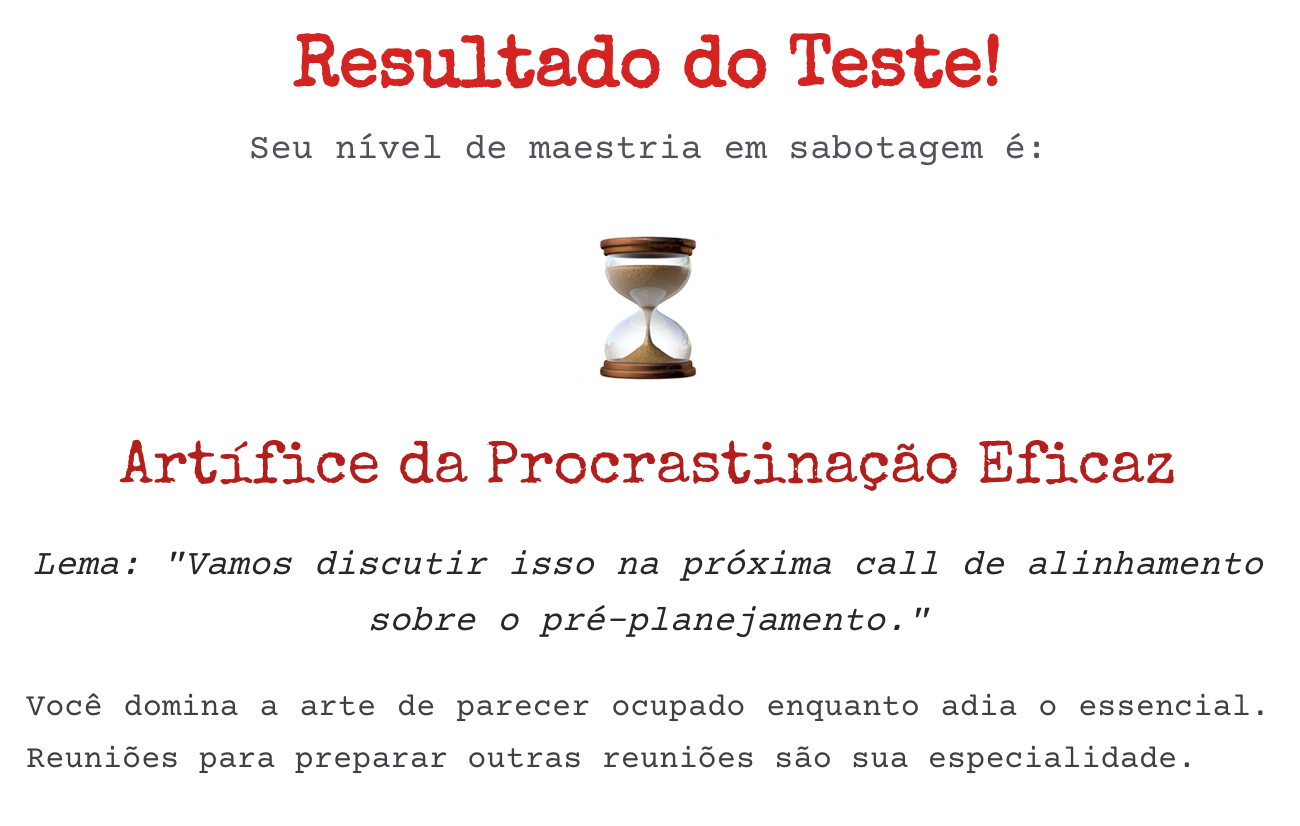 Resultado do Teste!
Seu nível de maestria em sabotagem é:
Artífice da Procrastinação Eficaz
Lema: "Vamos discutir isso na próxima call de alinhamento
sobre o pré-planejamento."
Você domina a arte de parecer ocupado enquanto adia o essencial.
Reuniões para preparar outras reuniões são sua especialidade.